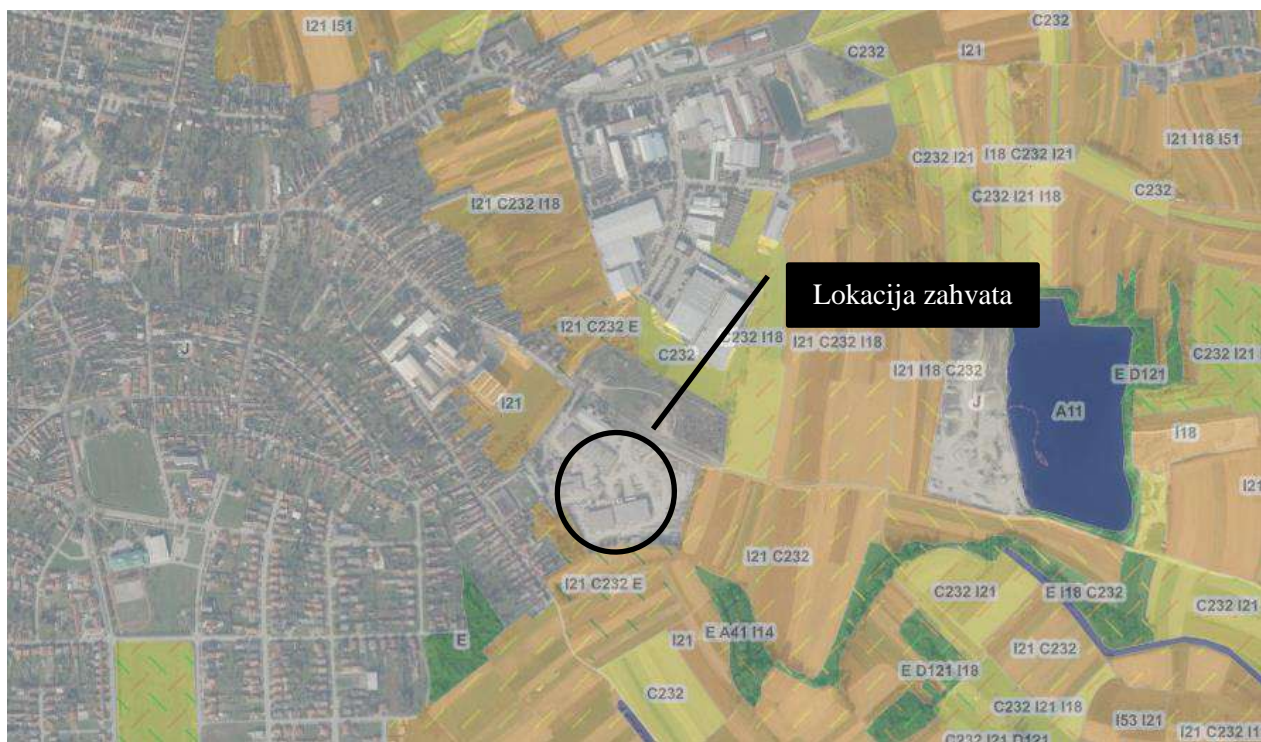 I21 I51
C232
C232
I21
I21 I18 I51
C232 I21
I18 C232 I21
C232
C232 I21 I18
I21 C232 I18
Lokacija zahvata
I21 C232 E
C232 I18
I21 C232 I18
C232
C232 I21
J
I21 I18 C232
E D121
J
A11
I21
I18
I21
I21 C232
I21 C232 E
C232 I21
E I18 C232
C232 I21
I21
E A41 I14
E
I21 C232
E D121 I18
C232
C232 I21 I18
I53 I21
I21 C232 I1
C232 I21 D121